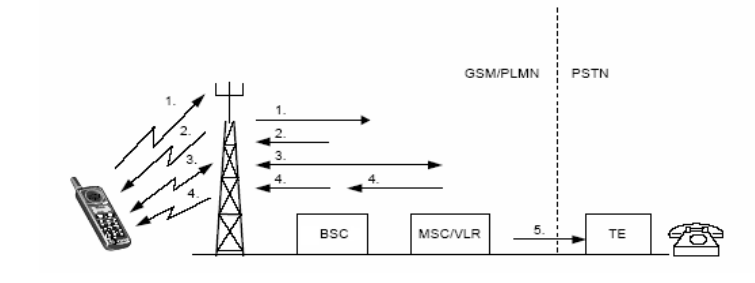 GSM/PLMN PSTN
1. 1.
2. 2.
3. 3.
4. 4. 4.
BSC MSC/VLR 5. TE